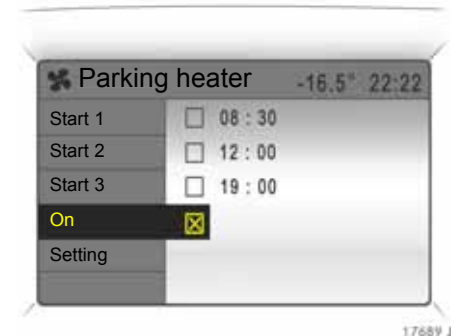 Parking heater -16.5° 22:22
Start 1 08 : 30
Start 2 12 : 00
Start 3 19 : 00
On
Setting
17689 J